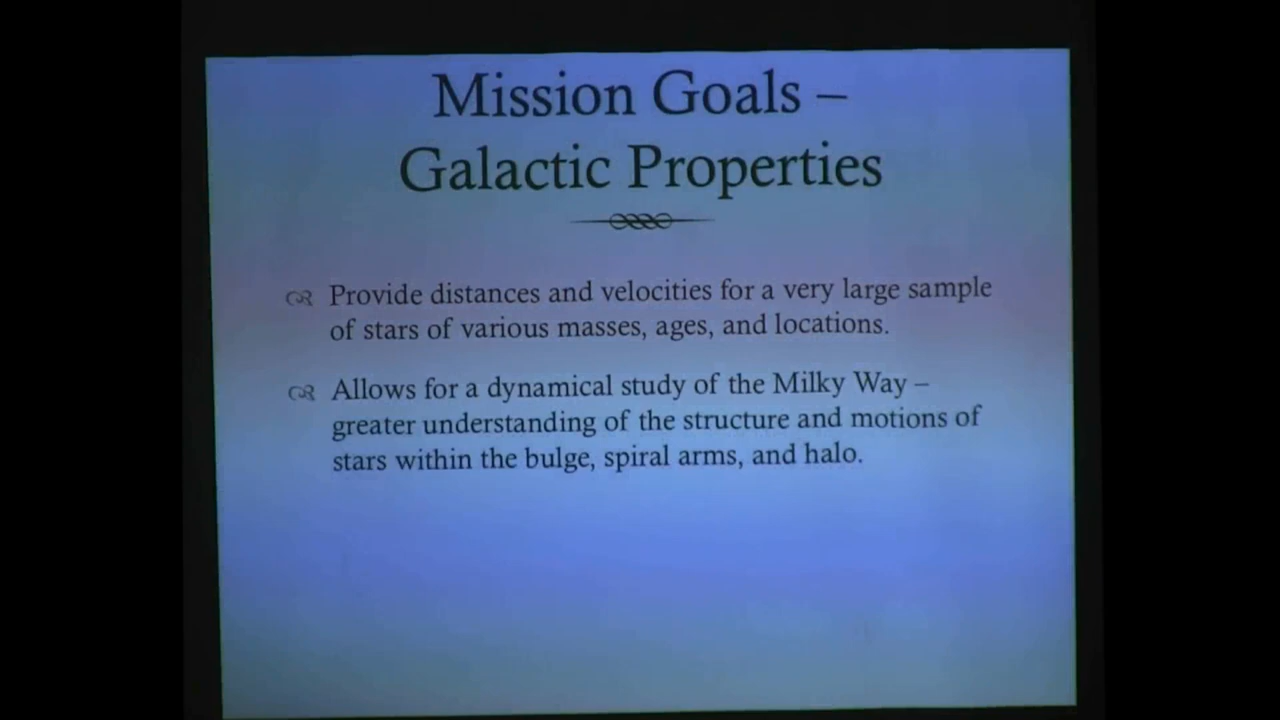 Mission Goals –
Galactic Properties
Provide distances and velocities for a very large sample
of stars of various masses, ages, and locations.
Allows for a dynamical study of the Milky Way –
greater understanding of the structure and motions of
stars within the bulge, spiral arms, and halo.